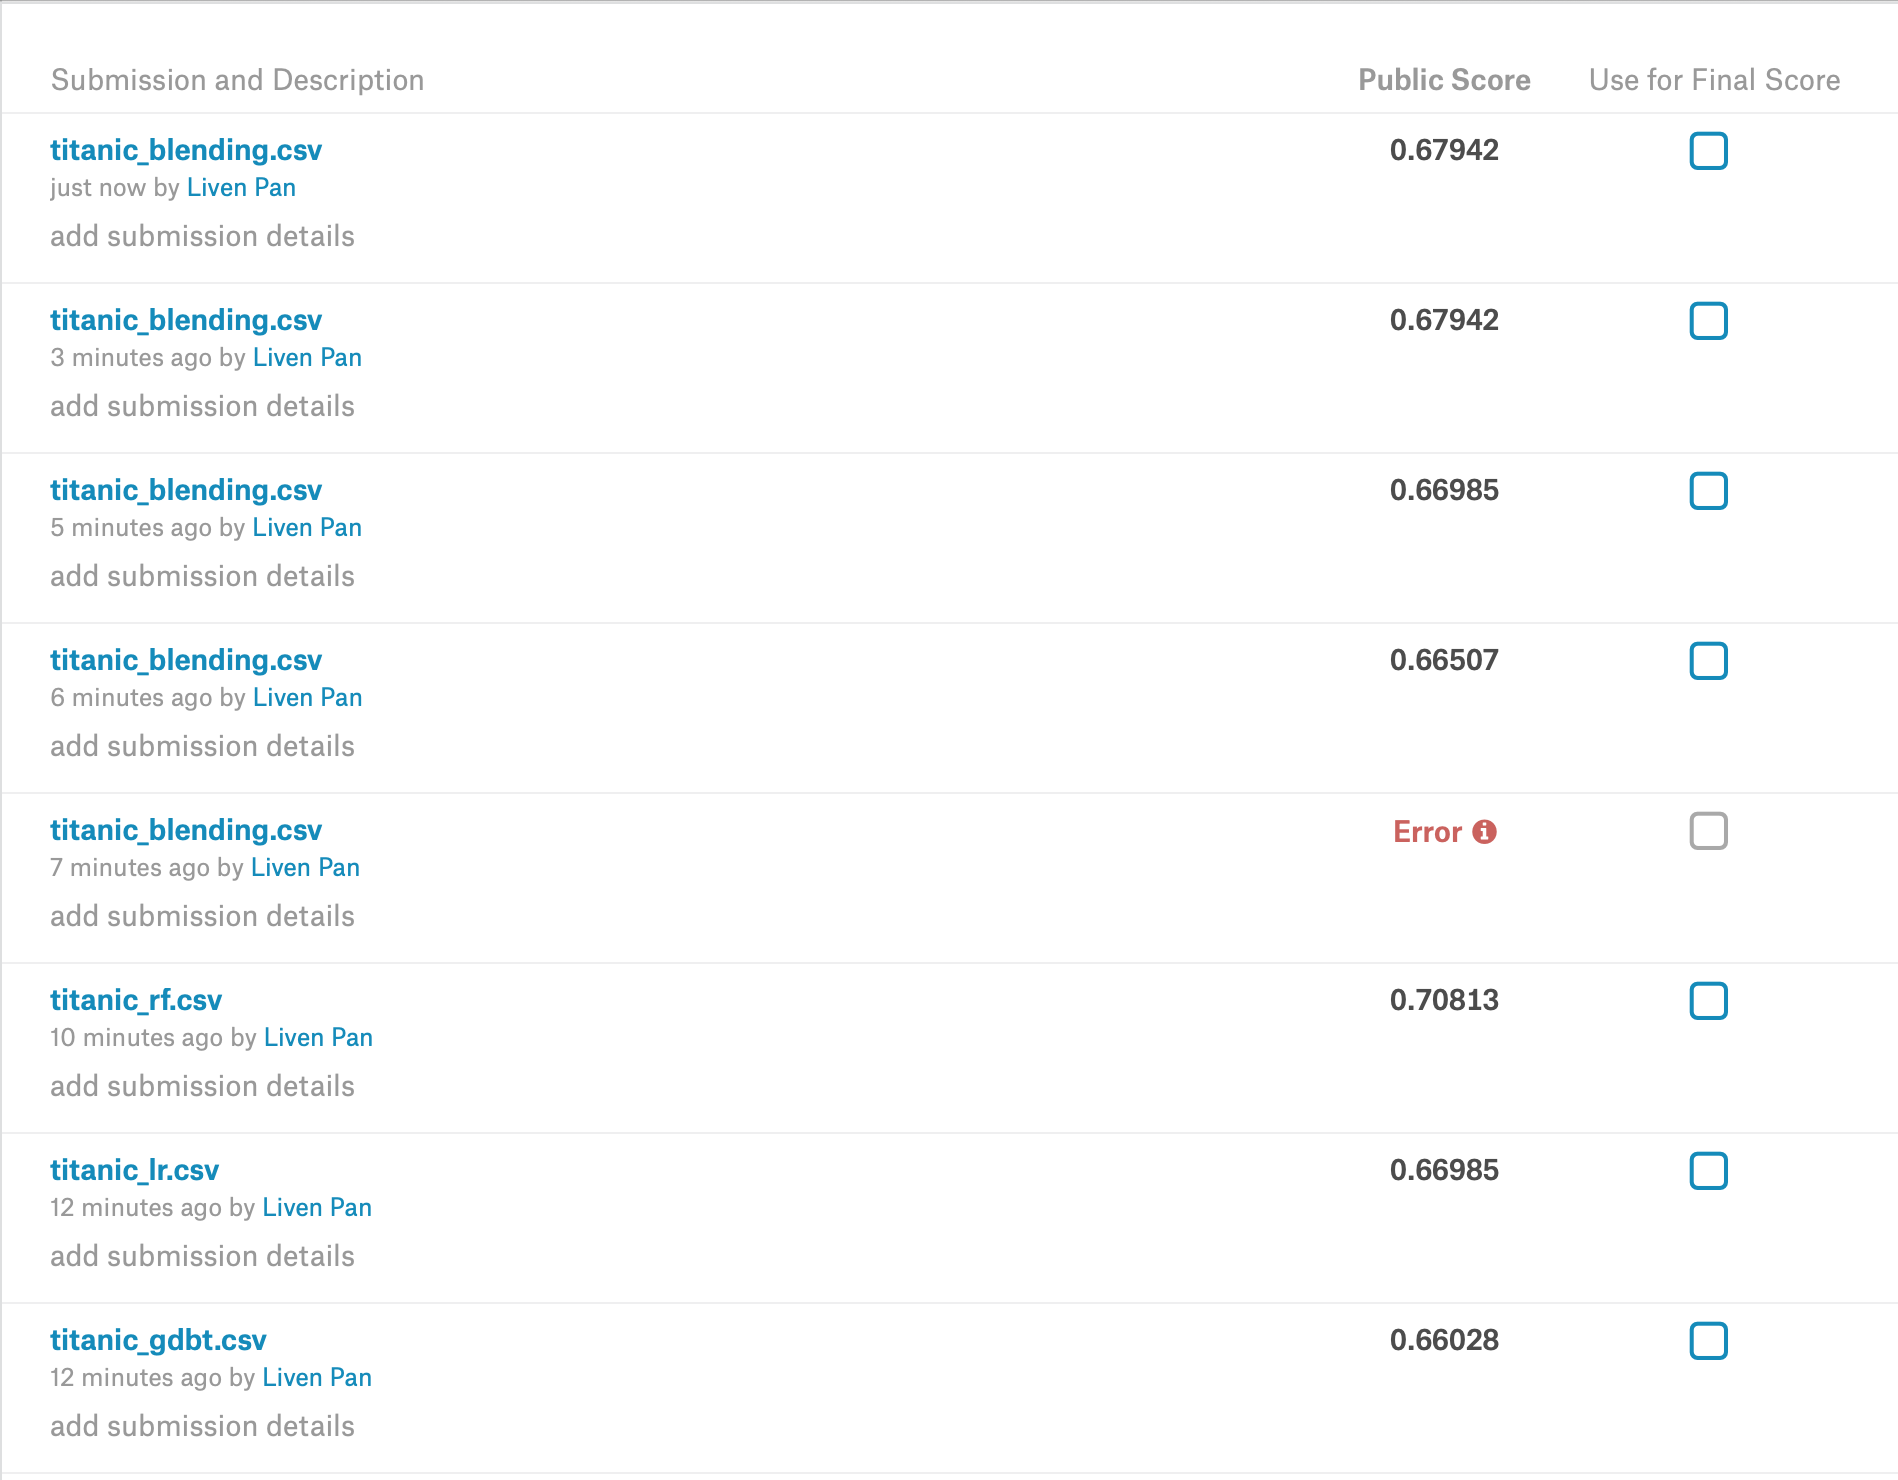 Submission and Description Public Score Use for Final Score
titanic_blending.csv 0.67942
just now by Liven Pan
add submission details
titanic_blending.csv 0.67942
3 minutes ago by Liven Pan
add submission details
titanic_blending.csv 0.66985
5 minutes ago by Liven Pan
add submission details
titanic_blending.csv 0.66507
6 minutes ago by Liven Pan
add submission details
titanic_blending.csv Error
7 minutes ago by Liven Pan
add submission details
titanic_rf.csv 0.70813
10 minutes ago by Liven Pan
add submission details
titanic_lr.csv 0.66985
12 minutes ago by Liven Pan
add submission details
titanic_gdbt.csv 0.66028
12 minutes ago by Liven Pan
add submission details